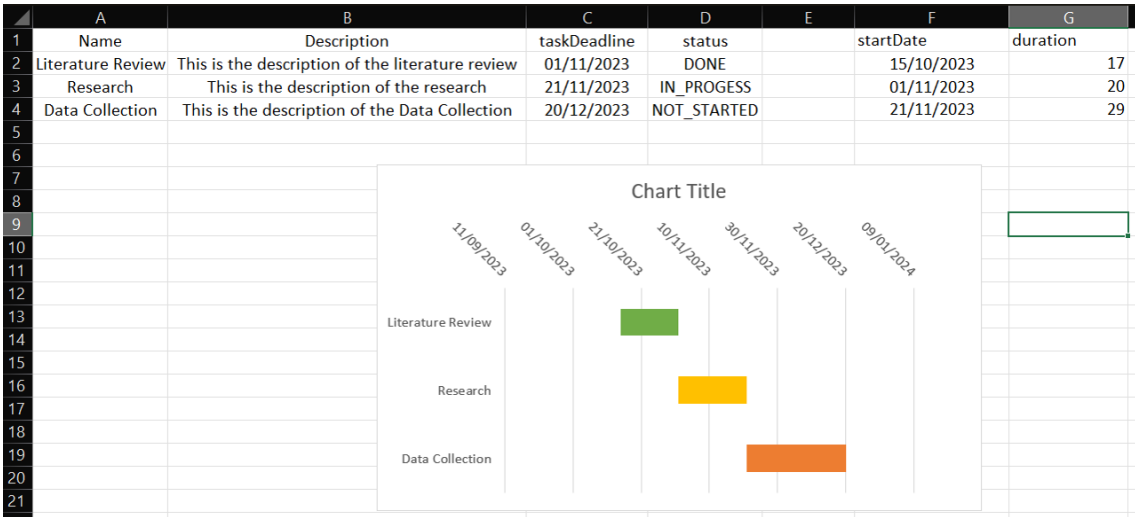 A B C D E F G
1 Name Description taskDeadline status startDate duration
2 Literature Review This is the description of the literature review 01/11/2023 DONE 15/10/2023 17
3 Research This is the description of the research 21/11/2023 IN_PROGESS 01/11/2023 20
4 Data Collection This is the description of the Data Collection 20/12/2023 NOT_STARTED 21/11/2023 29
5
6
7
8
9
10
11
12
13
14
15
16
17
18
19
20
21
Chart Title
11/09/2023 01/10/2023 21/10/2023 10/11/2023 30/11/2023 20/12/2023 09/01/2024
Literature Review
Research
Data Collection